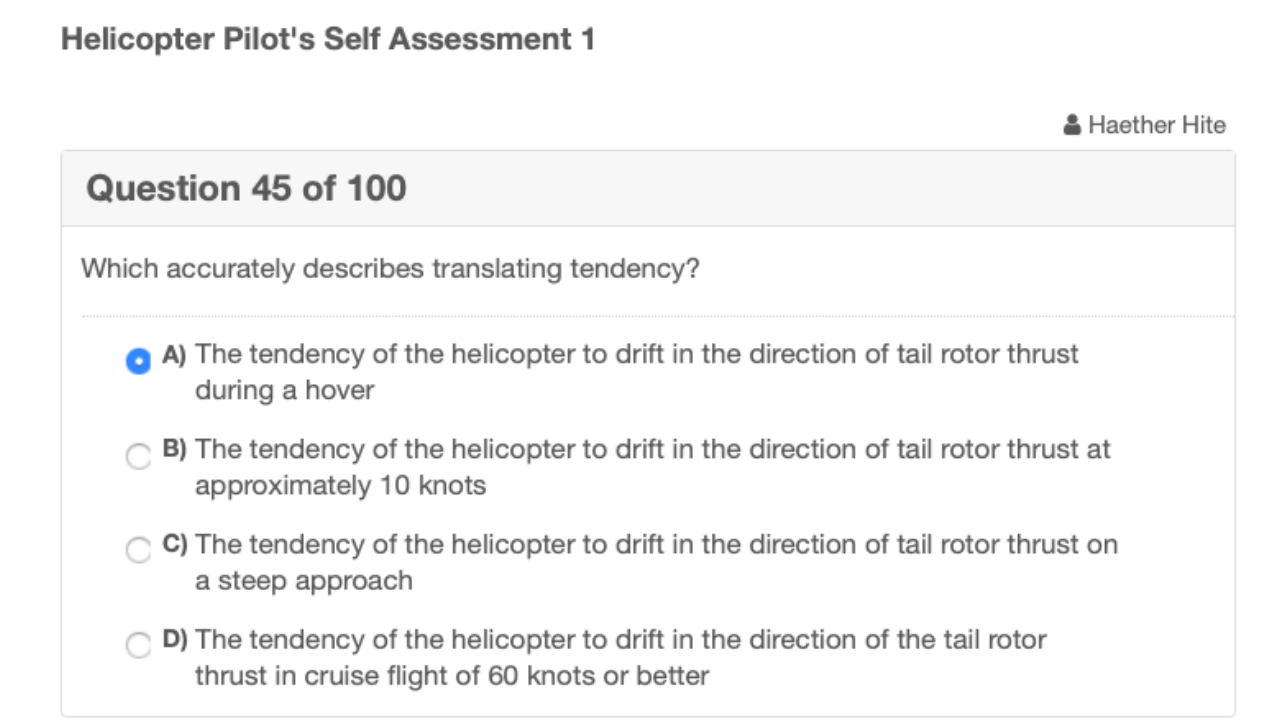 Helicopter Pilot's Self Assessment 1
Haether Hite
Question 45 of 100
Which accurately describes translating tendency?
A) The tendency of the helicopter to drift in the direction of tail rotor thrust
during a hover
B) The tendency of the helicopter to drift in the direction of tail rotor thrust at
approximately 10 knots
C) The tendency of the helicopter to drift in the direction of tail rotor thrust on
a steep approach
D) The tendency of the helicopter to drift in the direction of the tail rotor
thrust in cruise flight of 60 knots or better